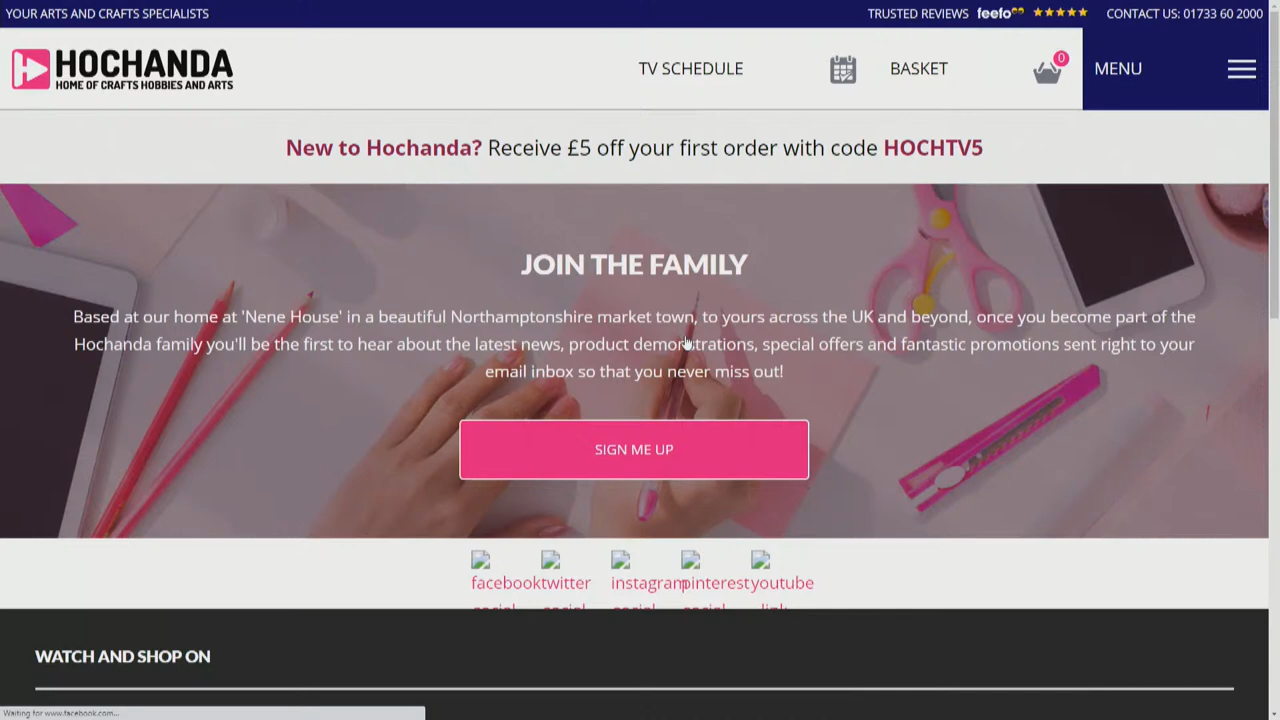 YOUR ARTS AND CRAFTS SPECIALISTS
TRUSTED REVIEWS feefo
CONTACT US: 01733 60 2000
HOCHANDA
HOME OF CRAFTS HOBBIES AND ARTS
TV SCHEDULE
BASKET
0
MENU
New to Hochanda? Receive £5 off your first order with code HOCHTV5
JOIN THE FAMILY
Based at our home at 'Nene House' in a beautiful Northamptonshire market town, to yours across the UK and beyond, once you become part of the
Hochanda family you'll be the first to hear about the latest news, product demonstrations, special offers and fantastic promotions sent right to your
email inbox so that you never miss out!
SIGN ME UP
facebook twitter instagram pinterest youtube
social social social social link
WATCH AND SHOP ON
Waiting for www.facebook.com...